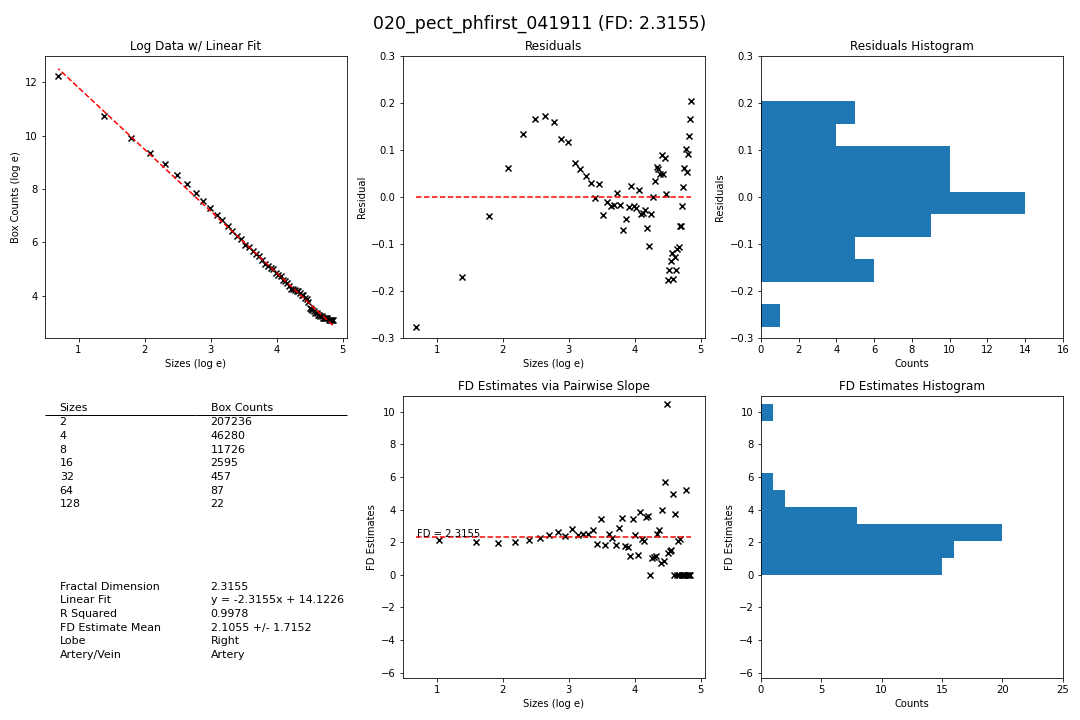 020_pect_phfirst_041911 (FD: 2.3155)
Log Data w/ Linear Fit
Residuals
Residuals Histogram
12
10
8
6
4
Box Counts (log e)
1 2 3 4 5
Sizes (log e)
0.3
0.2
0.1
0.0
−0.1
−0.2
−0.3
Residual
1 2 3 4 5
Sizes (log e)
0.3
0.2
0.1
0.0
−0.1
−0.2
−0.3
Residuals
0 2 4 6 8 10 12 14 16
Counts
Sizes Box Counts
2 207236
4 46280
8 11726
16 2595
32 457
64 87
128 22
Fractal Dimension 2.3155
Linear Fit y = -2.3155x + 14.1226
R Squared 0.9978
FD Estimate Mean 2.1055 +/- 1.7152
Lobe Right
Artery/Vein Artery
FD Estimates via Pairwise Slope
10
8
6
4
2
0
−2
−4
−6
FD Estimates
FD = 2.3155
1 2 3 4 5
Sizes (log e)
FD Estimates Histogram
10
8
6
4
2
0
−2
−4
−6
FD Estimates
0 5 10 15 20 25
Counts